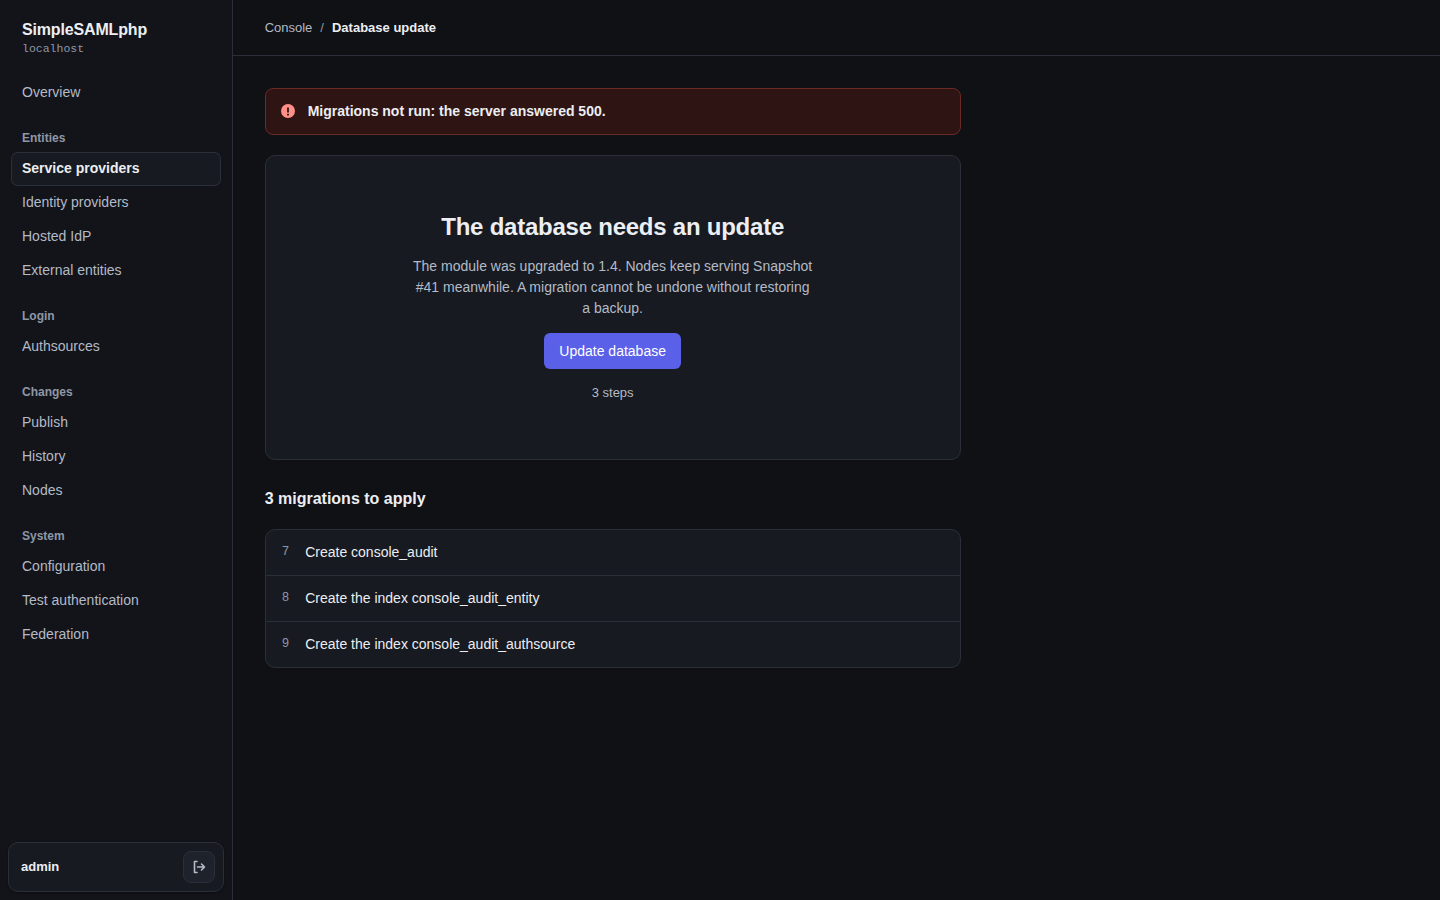 SimpleSAMLphp
localhost
Overview
Entities
Service providers
Identity providers
Hosted IdP
External entities
Login
Authsources
Changes
Publish
History
Nodes
System
Configuration
Test authentication
Federation
admin
Console / Database update
Migrations not run: the server answered 500.
The database needs an update
The module was upgraded to 1.4. Nodes keep serving Snapshot
#41 meanwhile. A migration cannot be undone without restoring
a backup.
Update database
3 steps
3 migrations to apply
7 Create console_audit
8 Create the index console_audit_entity
9 Create the index console_audit_authsource